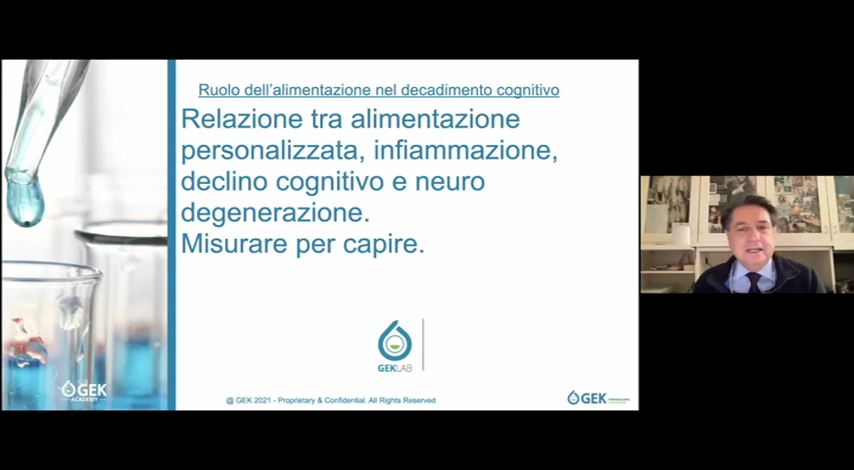 Ruolo dell'alimentazione nel decadimento cognitivo
Relazione tra alimentazione
personalizzata, infiammazione,
declino cognitivo e neuro
degenerazione.
Misurare per capire.
GEKLAB
GEK
ACADEMY
@ GEK 2021 - Proprietary & Confidential. All Rights Reserved
GEK